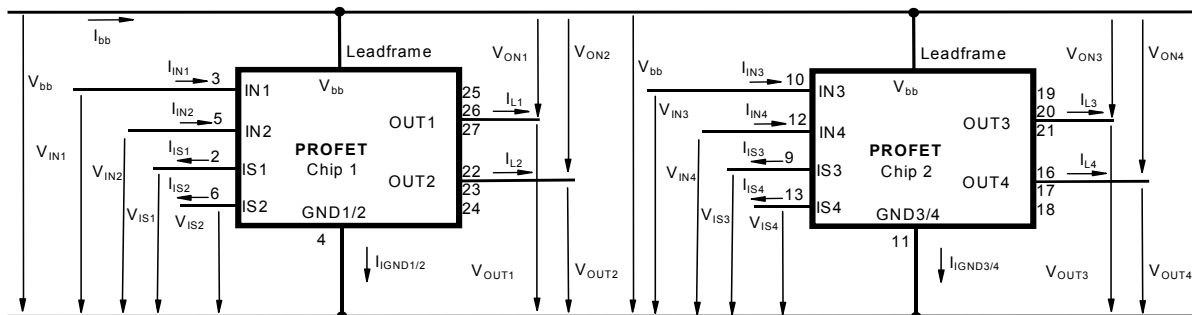 I_bb
Leadframe
V_ON1
V_ON2
V_bb
I_IN1
3
IN1
V_bb
25
26
27
I_L1
OUT1
I_IN2
5
IN2
PROFET
Chip 1
V_IN1
I_IS1
2
IS1
OUT2
22
23
24
I_L2
V_IN2
I_IS2
6
IS2
GND1/2
V_IS1
V_IS2
4
I_IGND1/2
V_OUT1
V_OUT2
Leadframe
V_ON3
V_ON4
V_bb
I_IN3
10
IN3
V_bb
19
20
21
I_L3
OUT3
V_IN3
I_IN4
12
IN4
PROFET
Chip 2
I_IS3
9
IS3
OUT4
16
17
18
I_L4
V_IN4
I_IS4
13
IS4
GND3/4
V_IS3
V_IS4
11
I_IGND3/4
V_OUT3
V_OUT4